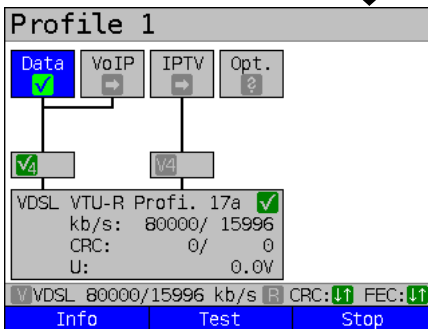 Profile 1
Data VoIP IPTV Opt.
V4 V4
VDSL VTU-R Profi. 17a
kb/s: 80000/ 15996
CRC: 0/ 0
U: 0.0V
V VDSL 80000/15996 kb/s R CRC: FEC:
Info Test Stop